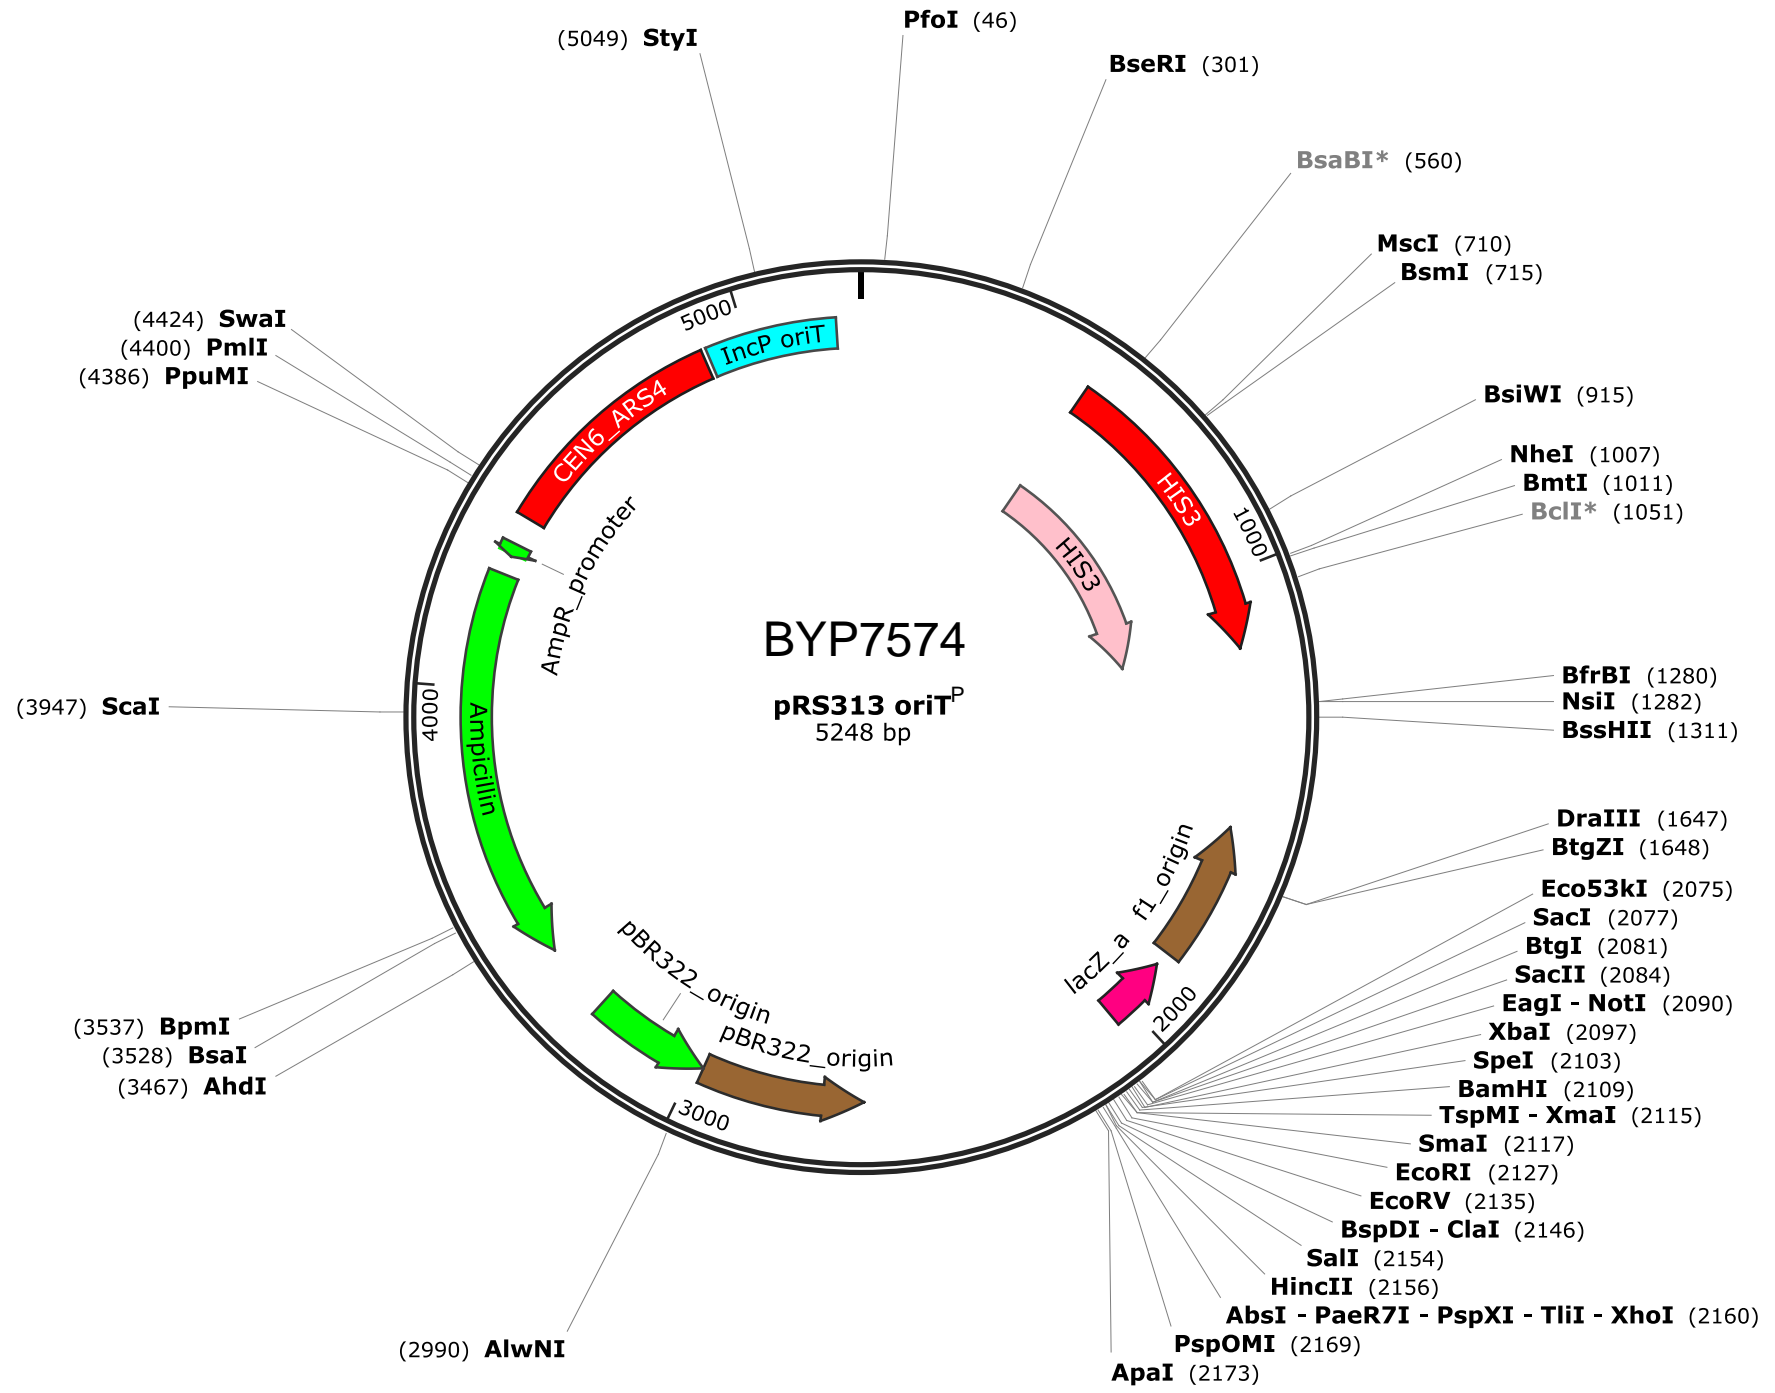 PfoI (46)
(5049) StyI
BseRI (301)
BsaBI* (560)
MscI (710)
BsmI (715)
(4424) SwaI
(4400) PmlI
(4386) PpuMI
BsiWI (915)
NheI (1007)
BmtI (1011)
BclI* (1051)
5000
IncP oriT
CEN6_ARS4
HIS3
1000
HIS3
AmpR_promoter
BYP7574
pRS313 oriTP
5248 bp
BfrBI (1280)
NsiI (1282)
BssHII (1311)
(3947) ScaI
4000
Ampicillin
DraIII (1647)
BtgZI (1648)
f1_origin
lacZ_a
2000
Eco53kI (2075)
SacI (2077)
BtgI (2081)
SacII (2084)
EagI - NotI (2090)
XbaI (2097)
SpeI (2103)
BamHI (2109)
TspMI - XmaI (2115)
SmaI (2117)
EcoRI (2127)
EcoRV (2135)
BspDI - ClaI (2146)
SalI (2154)
HincII (2156)
AbsI - PaeR7I - PspXI - TliI - XhoI (2160)
PspOMI (2169)
ApaI (2173)
pBR322_origin
pBR322_origin
3000
(3537) BpmI
(3528) BsaI
(3467) AhdI
(2990) AlwNI